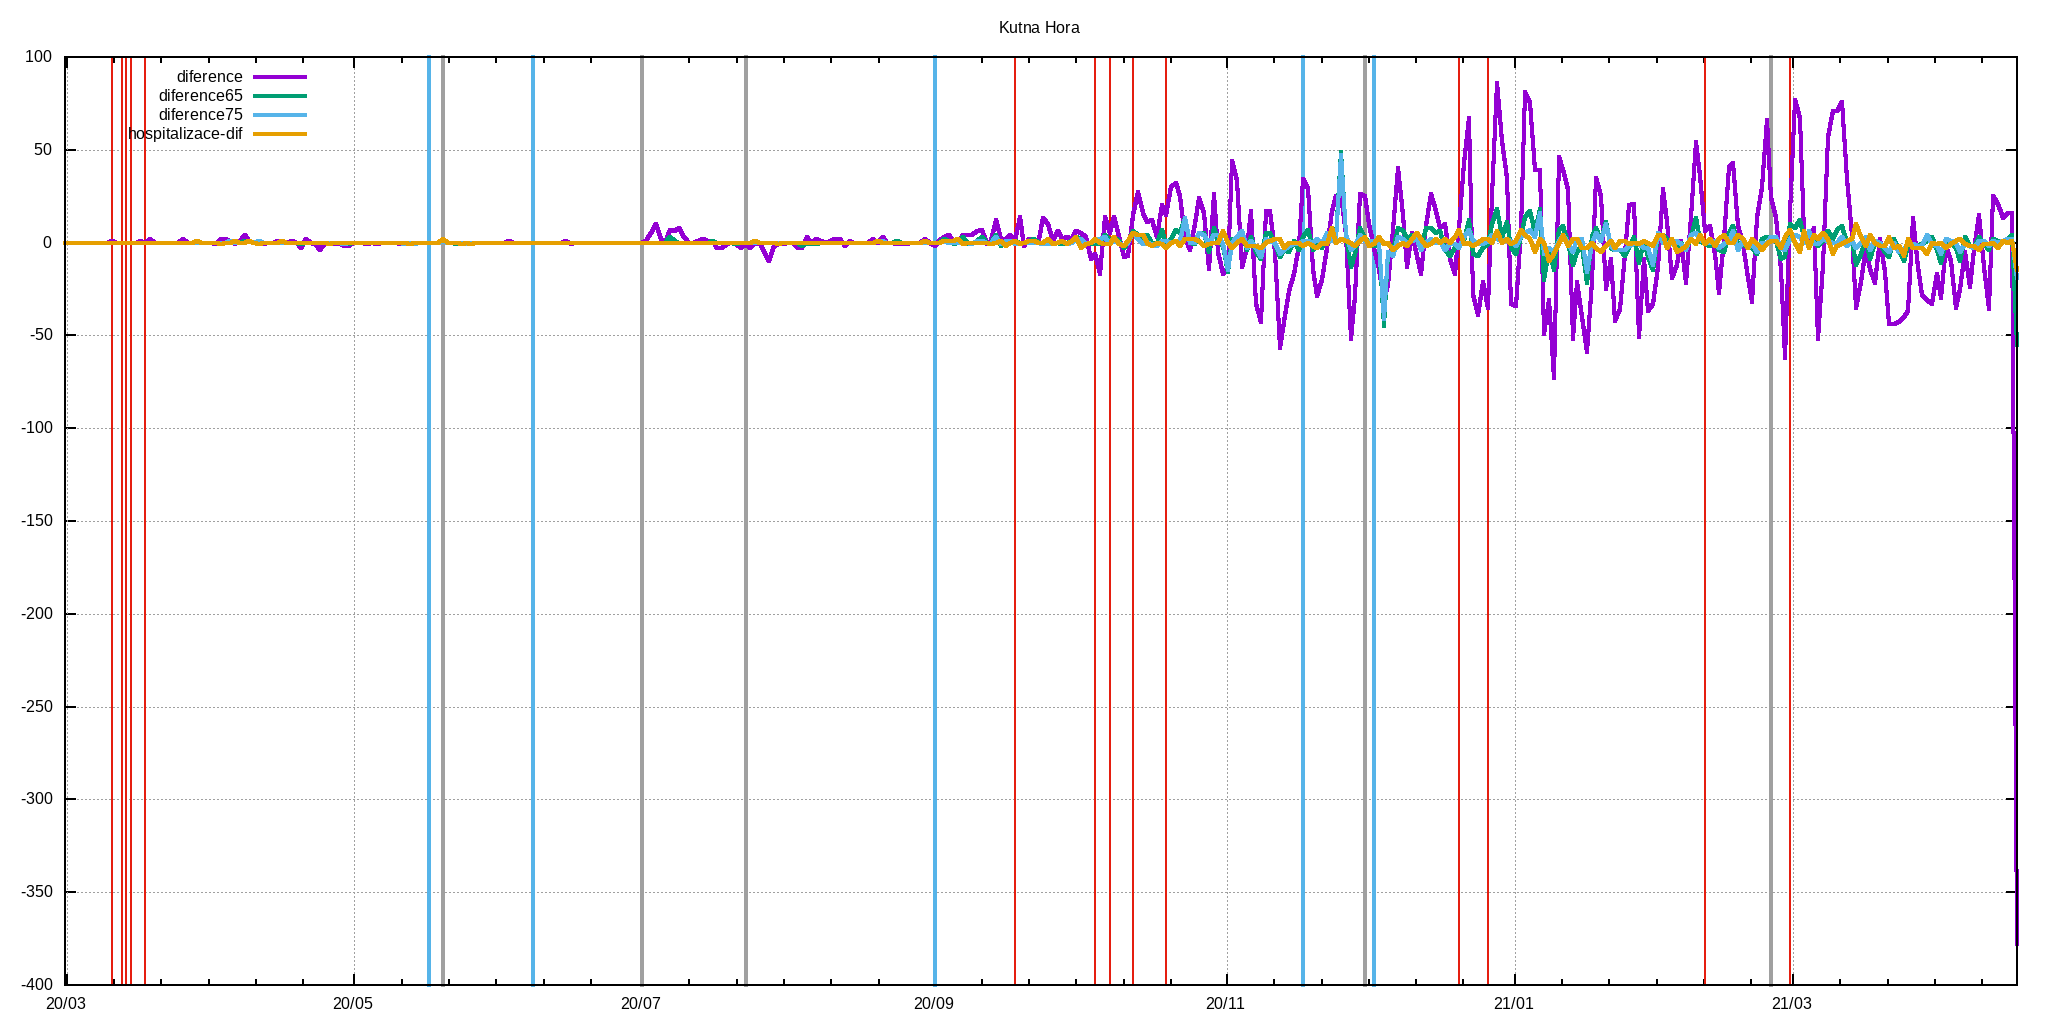 Kutna Hora
100
diference
diference65
diference75
hospitalizace-dif
50
0
-50
-100
-150
-200
-250
-300
-350
-400
20/03 20/05 20/07 20/09 20/11 21/01 21/03